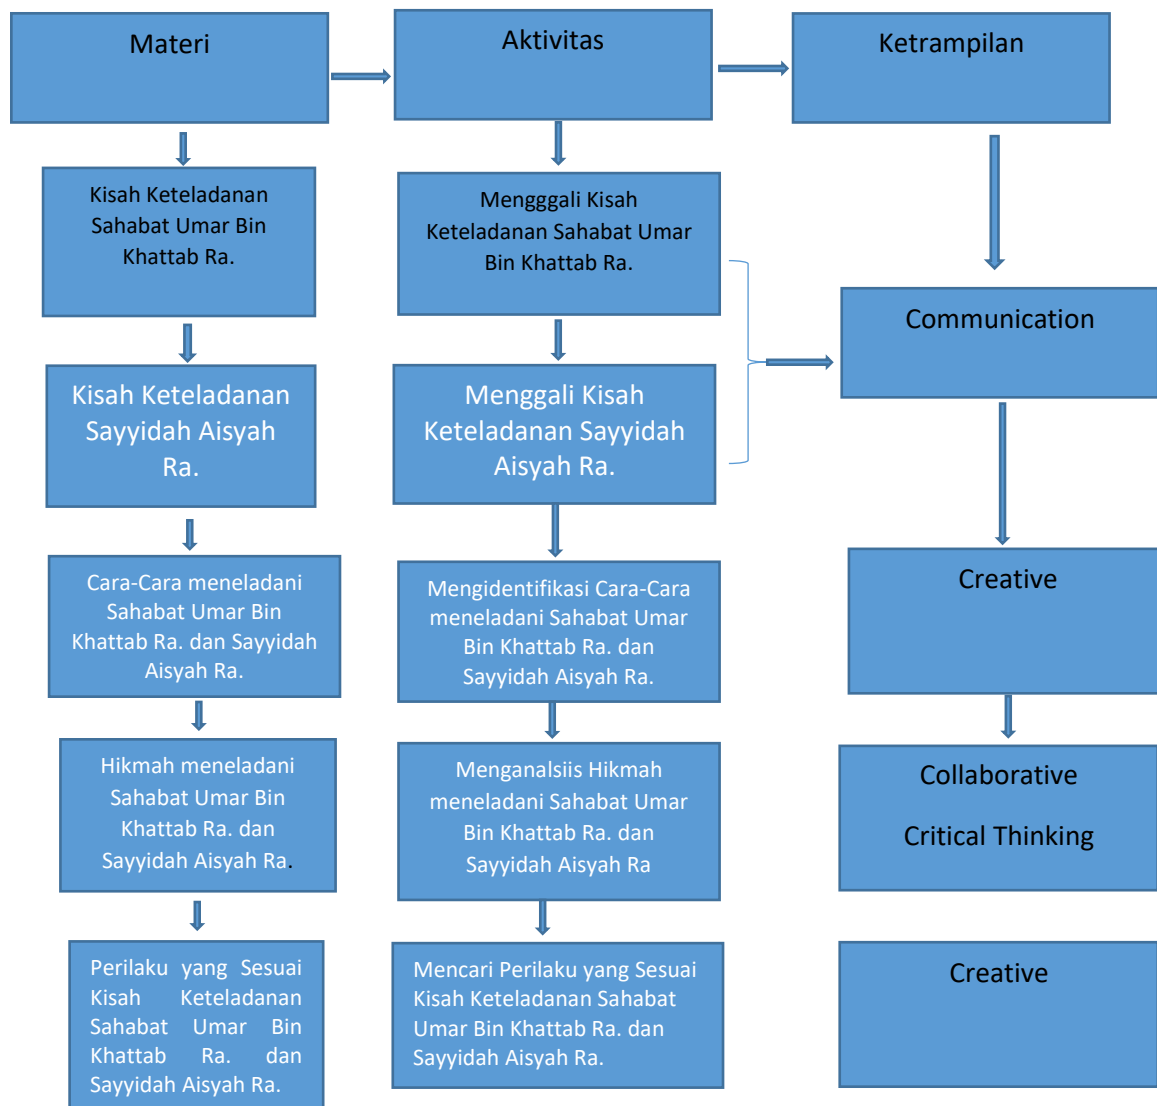 Materi
Aktivitas
Ketrampilan
Kisah Keteladanan
Sahabat Umar Bin
Khattab Ra.
Mengggali Kisah
Keteladanan Sahabat Umar
Bin Khattab Ra.
Communication
Kisah Keteladanan
Sayyidah Aisyah
Ra.
Menggali Kisah
Keteladanan Sayyidah
Aisyah Ra.
Cara-Cara meneladani
Sahabat Umar Bin
Khattab Ra. dan Sayyidah
Aisyah Ra.
Mengidentifikasi Cara-Cara
meneladani Sahabat Umar
Bin Khattab Ra. dan
Sayyidah Aisyah Ra.
Creative
Hikmah meneladani
Sahabat Umar Bin
Khattab Ra. dan
Sayyidah Aisyah Ra.
Menganalsiis Hikmah
meneladani Sahabat Umar
Bin Khattab Ra. dan
Sayyidah Aisyah Ra
Collaborative
Critical Thinking
Perilaku yang Sesuai
Kisah Keteladanan
Sahabat Umar Bin
Khattab Ra. dan
Sayyidah Aisyah Ra.
Mencari Perilaku yang Sesuai
Kisah Keteladanan Sahabat
Umar Bin Khattab Ra. dan
Sayyidah Aisyah Ra.
Creative